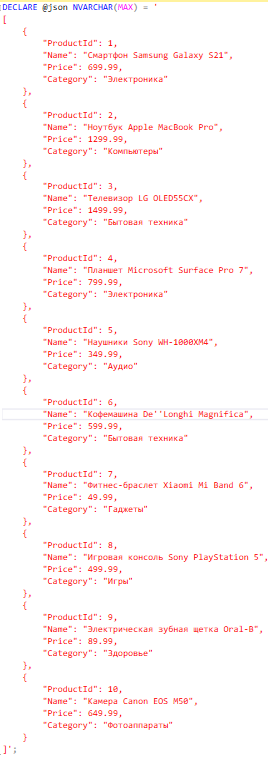 DECLARE @json NVARCHAR(MAX) = '
[
{
"ProductId": 1,
"Name": "Смартфон Samsung Galaxy S21",
"Price": 699.99,
"Category": "Электроника"
},
{
"ProductId": 2,
"Name": "Ноутбук Apple MacBook Pro",
"Price": 1299.99,
"Category": "Компьютеры"
},
{
"ProductId": 3,
"Name": "Телевизор LG OLED55CX",
"Price": 1499.99,
"Category": "Бытовая техника"
},
{
"ProductId": 4,
"Name": "Планшет Microsoft Surface Pro 7",
"Price": 799.99,
"Category": "Электроника"
},
{
"ProductId": 5,
"Name": "Наушники Sony WH-1000XM4",
"Price": 349.99,
"Category": "Аудио"
},
{
"ProductId": 6,
"Name": "Кофемашина De''Longhi Magnifica",
"Price": 599.99,
"Category": "Бытовая техника"
},
{
"ProductId": 7,
"Name": "Фитнес-браслет Xiaomi Mi Band 6",
"Price": 49.99,
"Category": "Гаджеты"
},
{
"ProductId": 8,
"Name": "Игровая консоль Sony PlayStation 5",
"Price": 499.99,
"Category": "Игры"
},
{
"ProductId": 9,
"Name": "Электрическая зубная щетка Oral-B",
"Price": 89.99,
"Category": "Здоровье"
},
{
"ProductId": 10,
"Name": "Камера Canon EOS M50",
"Price": 649.99,
"Category": "Фотоаппараты"
}
]';